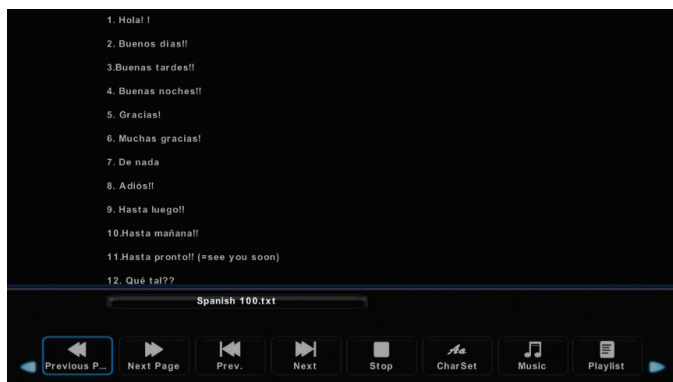 1. Hola! !
2. Buenos días!!
3.Buenas tardes!!
4. Buenas noches!!
5. Gracias!
6. Muchas gracias!
7. De nada
8. Adiós!!
9. Hasta luego!!
10.Hasta mañana!!
11.Hasta pronto!! (=see you soon)
12. Qué tal??
Spanish 100.txt
Previous P... Next Page Prev. Next Stop CharSet Music Playlist